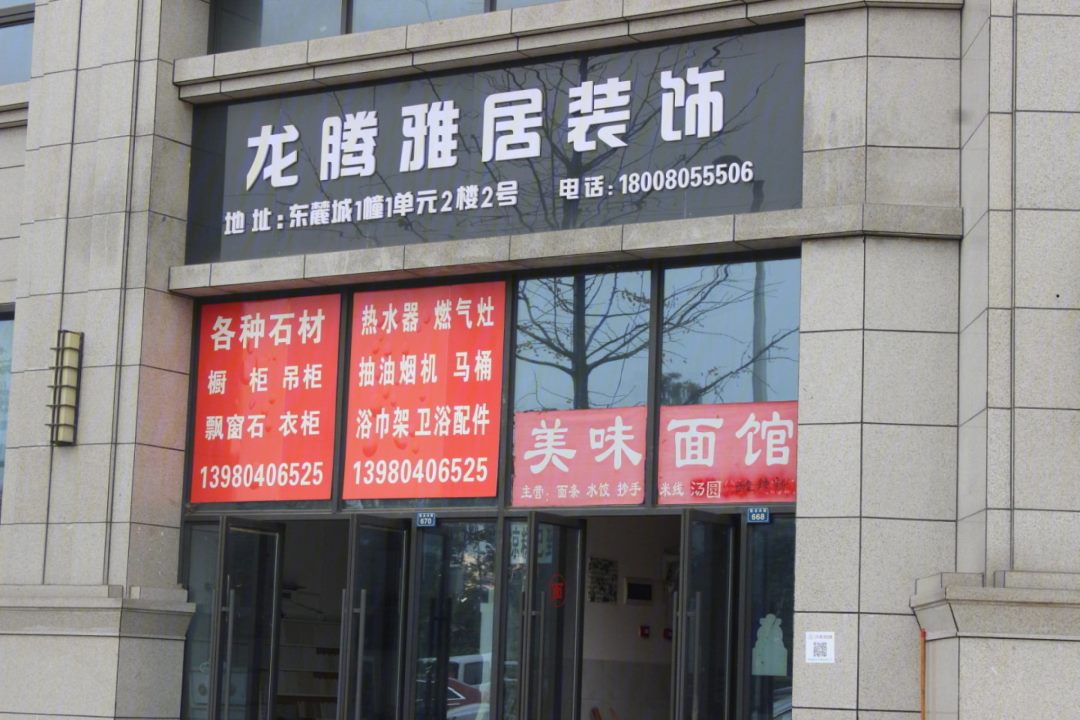 龙腾雅居装饰
地址:东麓城1幢1单元2楼2号 电话:18008055506
各种石材
橱 柜 吊柜
飘窗石 衣柜
13980406525
热水器 燃气灶
抽油烟机 马桶
浴巾架 卫浴配件
13980406525
美味面馆
主营:面条 水饺 抄手 米线 汤圆
670
668